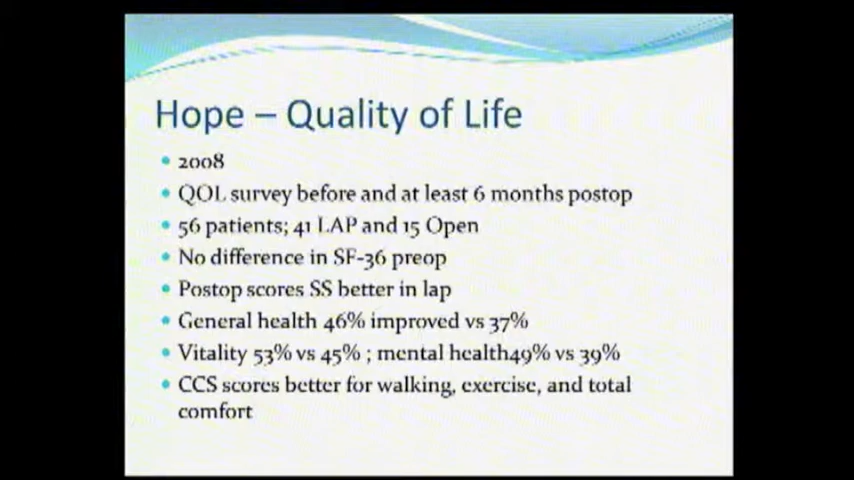 Hope – Quality of Life
2008
QOL survey before and at least 6 months postop
56 patients; 41 LAP and 15 Open
No difference in SF-36 preop
Postop scores SS better in lap
General health 46% improved vs 37%
Vitality 53% vs 45% ; mental health49% vs 39%
CCS scores better for walking, exercise, and total
comfort